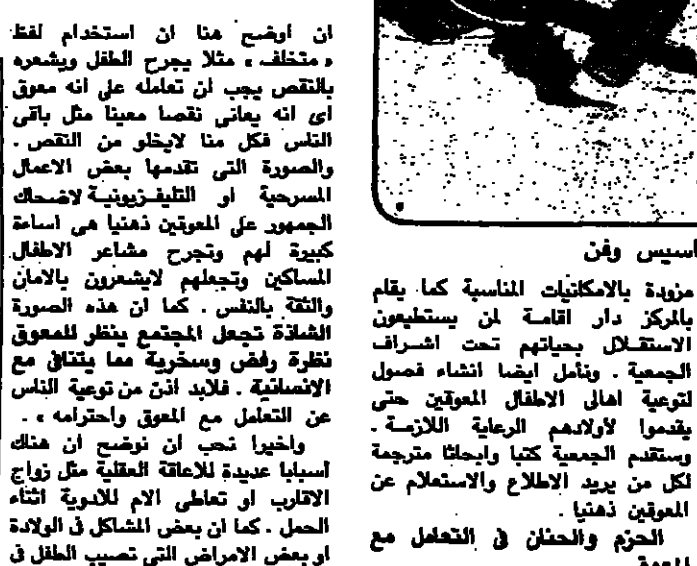 اسيس وفن
مزودة بالامكانيات المناسبة كما يقام
بالمركز دار اقامة لمن يستطيعون
الاستقلال بحياتهم تحت اشراف
الجمعية . ونأمل ايضا انشاء فصول
لتوعية اهالى الاطفال المعوقين حتى
يقدموا لأولادهم الرعاية اللازمة .
وستقدم الجمعية كتبا وابحاثا مترجمة
لكل من يريد الاطلاع والاستعلام عن
المعوقين ذهنيا .
الحزم والحنان فى التعامل مع
ان اوضح هنا ان استخدام لفظ
« متخلف » مثلا يجرح الطفل ويشعره
بالنقص يجب ان تعامله على انه معوق
اى انه يعانى نقصا معينا مثل باقى
الناس فكل منا لايخلو من النقص .
والصورة التى تقدمها بعض الاعمال
المسرحية او التليفزيونية لاضحاك
الجمهور على المعوقين ذهنيا هى اساءة
كبيرة لهم وتجرح مشاعر الاطفال
المساكين وتجعلهم لايشعرون بالامان
والثقة بالنفس . كما ان هذه الصورة
الشاذة تجعل المجتمع ينظر للمعوق
نظرة رفض وسخرية مما يتنافى مع
الانسانية . فلابد اذن من توعية الناس
عن التعامل مع المعوق واحترامه » .
واخيرا نحب ان نوضح ان هناك
أسبابا عديدة للاعاقة العقلية مثل زواج
الاقارب او تعاطى الام للادوية اثناء
الحمل . كما ان بعض المشاكل فى الولادة
او بعض الامراض التى تصيب الطفل فى